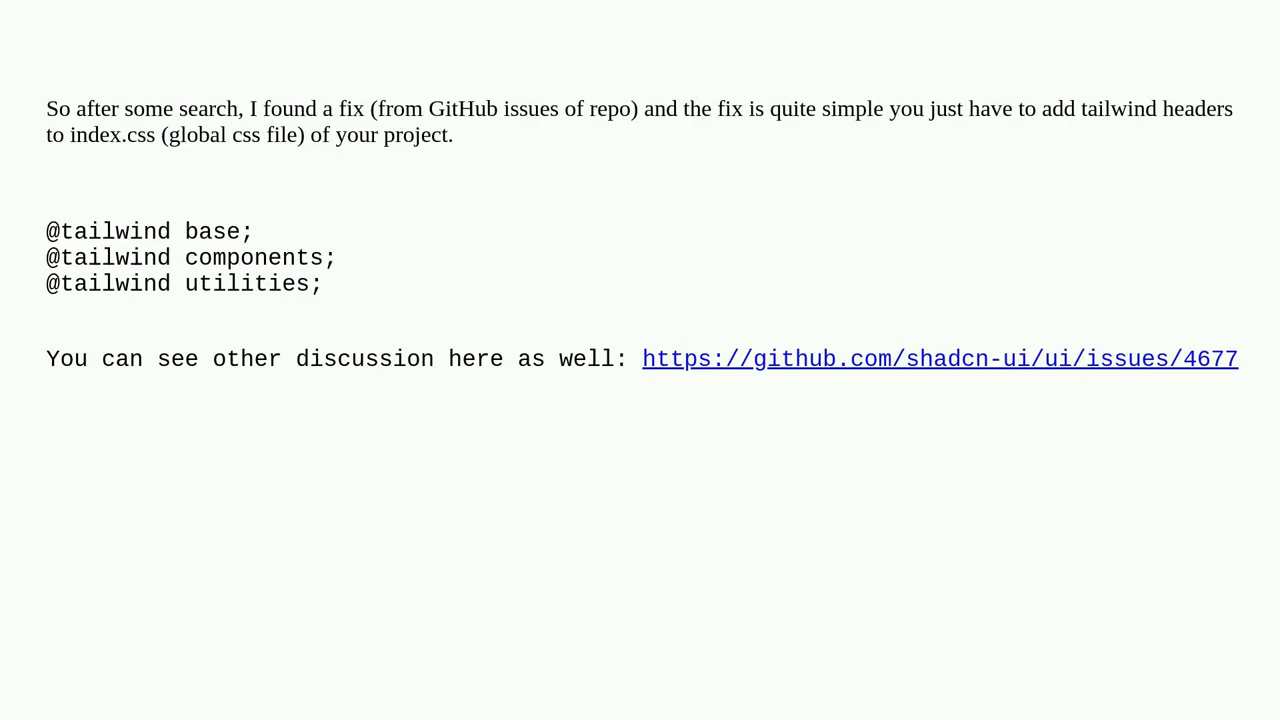 So after some search, I found a fix (from GitHub issues of repo) and the fix is quite simple you just have to add tailwind headers
to index.css (global css file) of your project.
@tailwind base;
@tailwind components;
@tailwind utilities;
You can see other discussion here as well: https://github.com/shadcn-ui/ui/issues/4677